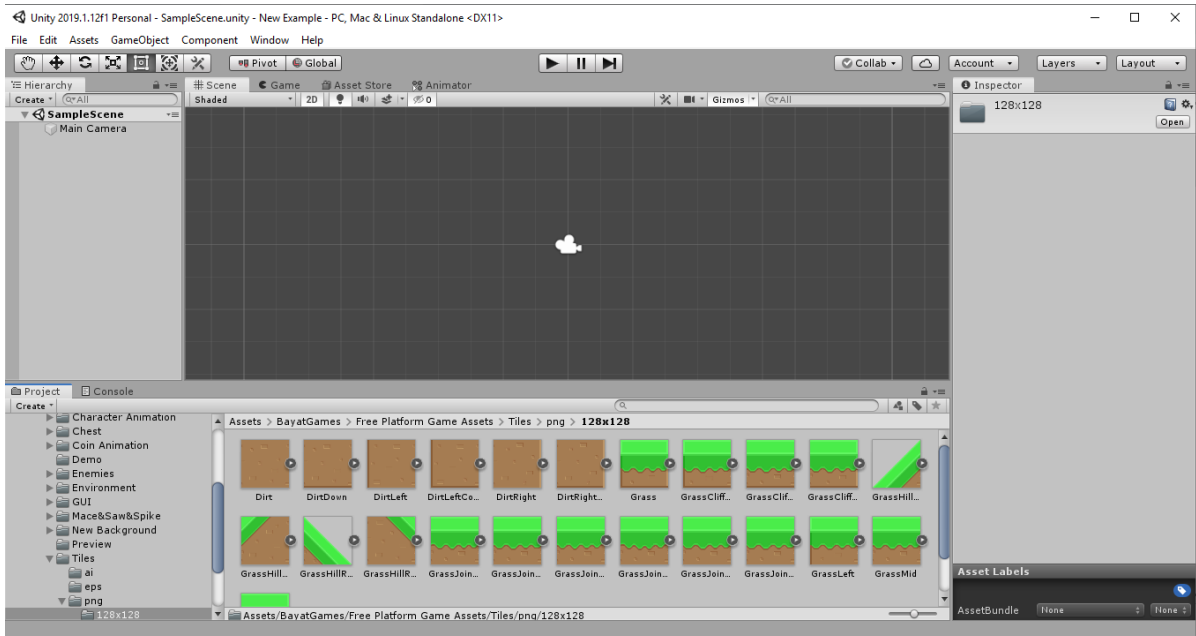 Unity 2019.1.12f1 Personal - SampleScene.unity - New Example - PC, Mac & Linux Standalone <DX11>
File Edit Assets GameObject Component Window Help
Pivot Global Collab Account Layers Layout
Hierarchy Scene Game Asset Store Animator Inspector
Create All Shaded 2D 0 Gizmos All 128x128
SampleScene Open
Main Camera
Project Console
Create
Character Animation Assets > BayatGames > Free Platform Game Assets > Tiles > png > 128x128
Chest
Coin Animation
Demo
Enemies
Environment
GUI
Mace&Saw&Spike
New Background
Preview
Tiles
ai
eps
png
128x128
Dirt DirtDown DirtLeft DirtLeftCo... DirtRight DirtRight... Grass GrassCliff... GrassClif... GrassCliff... GrassHill...
GrassHill... GrassHillR... GrassHillR... GrassJoin... GrassJoin... GrassJoin... GrassJoin... GrassJoin... GrassJoin... GrassLeft GrassMid
Assets/BayatGames/Free Platform Game Assets/Tiles/png/128x128
Asset Labels
AssetBundle None None